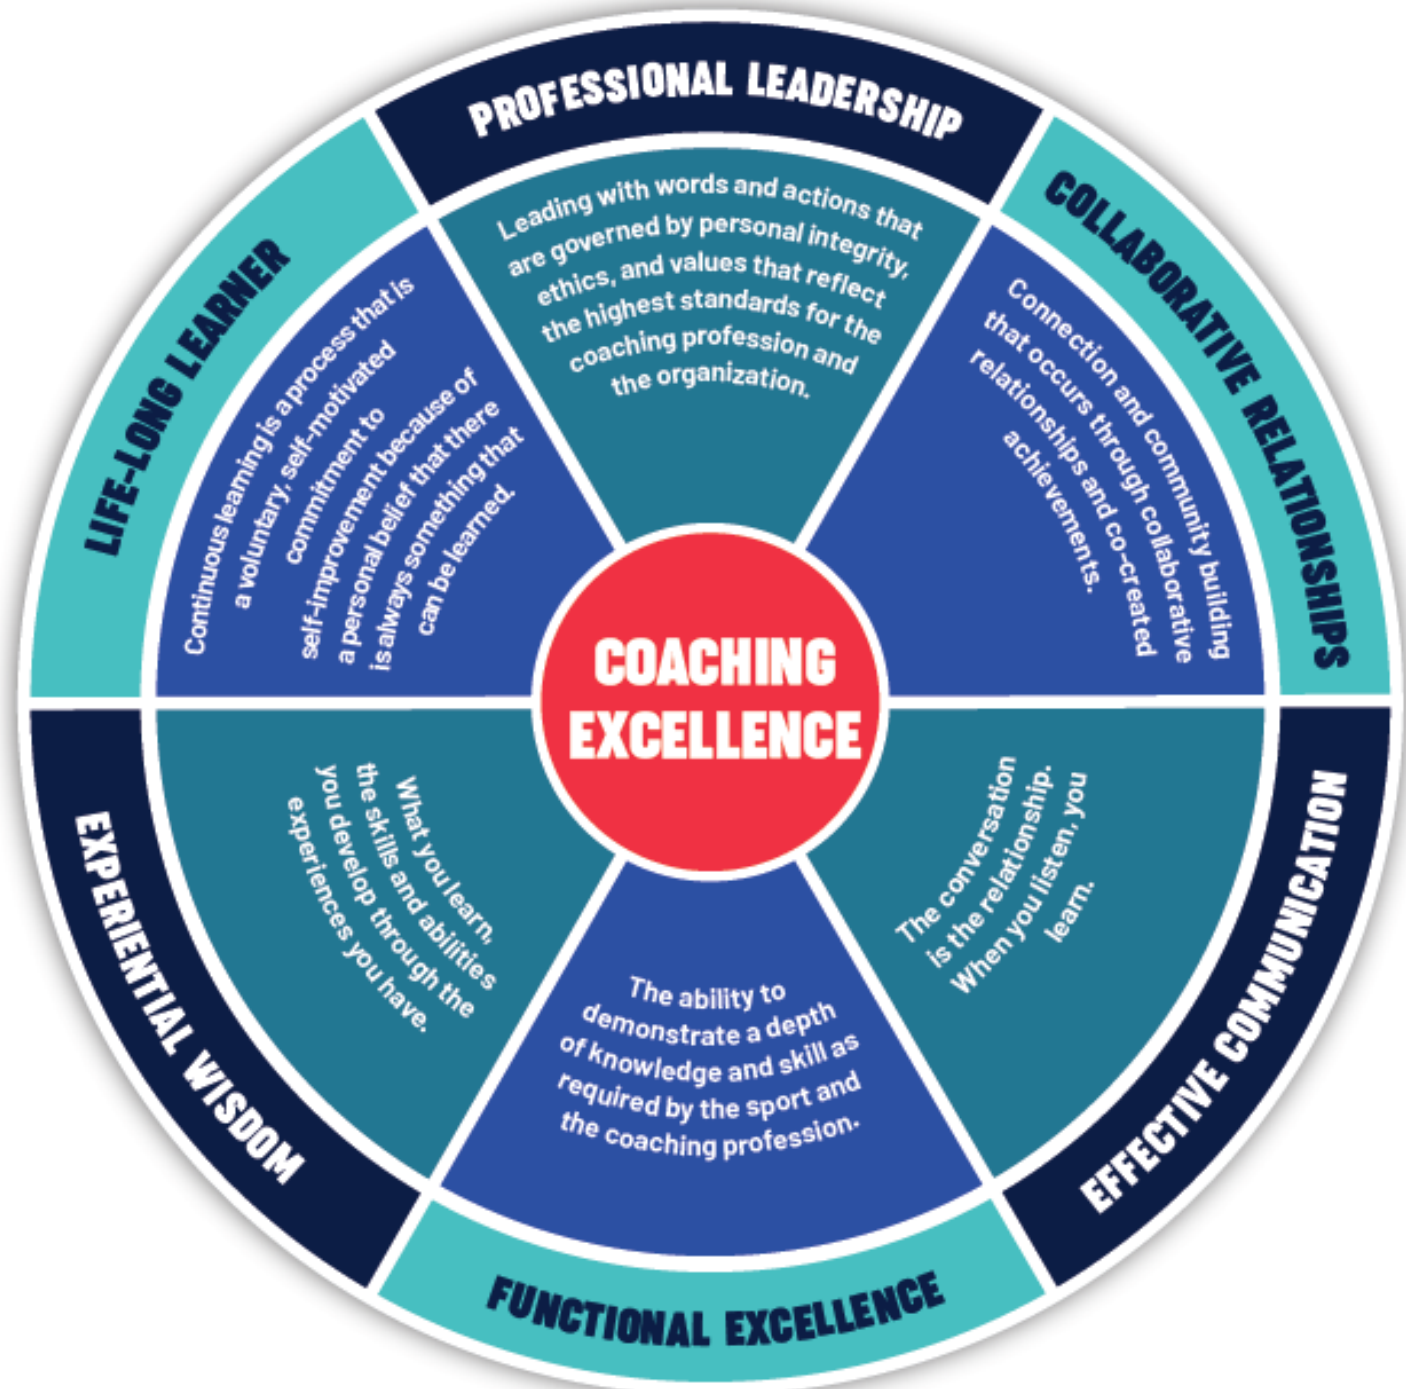 PROFESSIONAL LEADERSHIP
Leading with words and actions that
are governed by personal integrity,
ethics, and values that reflect
the highest standards for the
coaching profession and
the organization.
COLLABORATIVE RELATIONSHIPS
Connection and community building
that occurs through collaborative
relationships and co-created
achievements.
EFFECTIVE COMMUNICATION
The conversation
is the relationship.
When you listen, you
learn.
FUNCTIONAL EXCELLENCE
The ability to
demonstrate a depth
of knowledge and skill as
required by the sport and
the coaching profession.
EXPERIENTIAL WISDOM
What you learn,
the skills and abilities
you develop through the
experiences you have.
LIFE-LONG LEARNER
Continuous learning is a process that is
a voluntary, self-motivated
commitment to
self-improvement because of
a personal belief that there
is always something that
can be learned.
COACHING
EXCELLENCE